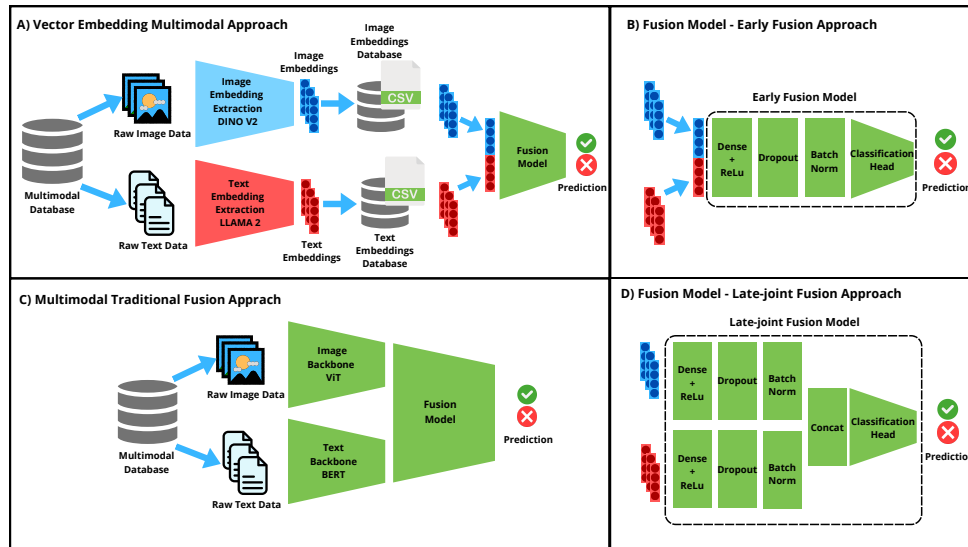 A) Vector Embedding Multimodal Approach
Multimodal
Database
Raw Image Data
Raw Text Data
Image
Embedding
Extraction
DINO V2
Text
Embedding
Extraction
LLAMA 2
Image
Embeddings
Text
Embeddings
Image
Embeddings
Database
CSV
CSV
Text
Embeddings
Database
Fusion
Model
Prediction
B) Fusion Model - Early Fusion Approach
Early Fusion Model
Dense
+
ReLu
Dropout
Batch
Norm
Classification
Head
Prediction
C) Multimodal Traditional Fusion Apprach
Multimodal
Database
Raw Image Data
Raw Text Data
Image
Backbone
ViT
Text
Backbone
BERT
Fusion
Model
Prediction
D) Fusion Model - Late-joint Fusion Approach
Late-joint Fusion Model
Dense
+
ReLu
Dropout
Batch
Norm
Dense
+
ReLu
Dropout
Batch
Norm
Concat
Classification
Head
Prediction